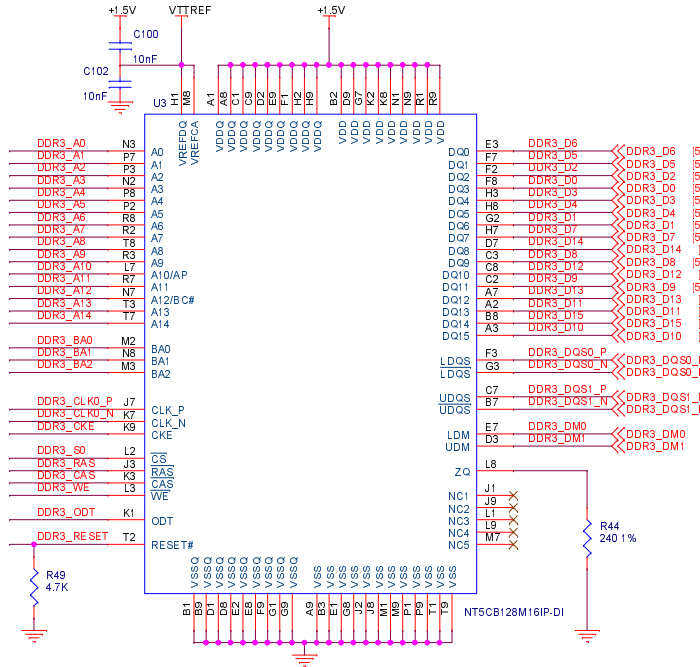 +1.5V
VTTREF
+1.5V
C100
10nF
C102
10nF
U3
H1 M8 A1 A8 C1 C9 D2 E9 F1 H2 H9 B2 D9 G7 K2 K8 N1 N9 R1 R9
VREFDQ VREFCA VDDQ VDDQ VDDQ VDDQ VDDQ VDDQ VDDQ VDDQ VDDQ VDD VDD VDD VDD VDD VDD VDD VDD VDD
DDR3_A0 N3 A0
DDR3_A1 P7 A1
DDR3_A2 P3 A2
DDR3_A3 N2 A3
DDR3_A4 P8 A4
DDR3_A5 P2 A5
DDR3_A6 R8 A6
DDR3_A7 R2 A7
DDR3_A8 T8 A8
DDR3_A9 R3 A9
DDR3_A10 L7 A10/AP
DDR3_A11 R7 A11
DDR3_A12 N7 A12/BC#
DDR3_A13 T3 A13
DDR3_A14 T7 A14
DDR3_BA0 M2 BA0
DDR3_BA1 N8 BA1
DDR3_BA2 M3 BA2
DDR3_CLK0_P J7 CLK_P
DDR3_CLK0_N K7 CLK_N
DDR3_CKE K9 CKE
DDR3_S0 L2 CS
DDR3_RAS J3 RAS
DDR3_CAS K3 CAS
DDR3_WE L3 WE
DDR3_ODT K1 ODT
DDR3_RESET T2 RESET#
R49
4.7K
DQ0 E3 DDR3_D6 DDR3_D6 [5
DQ1 F7 DDR3_D5 DDR3_D5 [5
DQ2 F2 DDR3_D2 DDR3_D2 [5
DQ3 F8 DDR3_D0 DDR3_D0 [5
DQ4 H3 DDR3_D3 DDR3_D3 [5
DQ5 H8 DDR3_D4 DDR3_D4 [5
DQ6 G2 DDR3_D1 DDR3_D1 [5
DQ7 H7 DDR3_D7 DDR3_D7 [5
DQ8 D7 DDR3_D14 DDR3_D14
DQ9 C3 DDR3_D8 DDR3_D8 [5
DQ10 C8 DDR3_D12 DDR3_D12
DQ11 C2 DDR3_D9 DDR3_D9 [5
DQ12 A7 DDR3_D13 DDR3_D13
DQ13 A2 DDR3_D11 DDR3_D11
DQ14 B8 DDR3_D15 DDR3_D15
DQ15 A3 DDR3_D10 DDR3_D10
LDQS F3 DDR3_DQS0_P DDR3_DQS0_
LDQS G3 DDR3_DQS0_N DDR3_DQS0_
UDQS C7 DDR3_DQS1_P DDR3_DQS1_
UDQS B7 DDR3_DQS1_N DDR3_DQS1_
LDM E7 DDR3_DM0 DDR3_DM0
UDM D3 DDR3_DM1 DDR3_DM1
ZQ L8
NC1 J1
NC2 J9
NC3 L1
NC4 L9
NC5 M7
R44
240 1%
VSSQ VSSQ VSSQ VSSQ VSSQ VSSQ VSSQ VSSQ VSSQ VSS VSS VSS VSS VSS VSS VSS VSS VSS VSS VSS VSS
B1 B9 D1 D8 E2 E8 F9 G1 G9 A9 B3 E1 G8 J2 J8 M1 M9 P1 P9 T1 T9
NT5CB128M16IP-DI